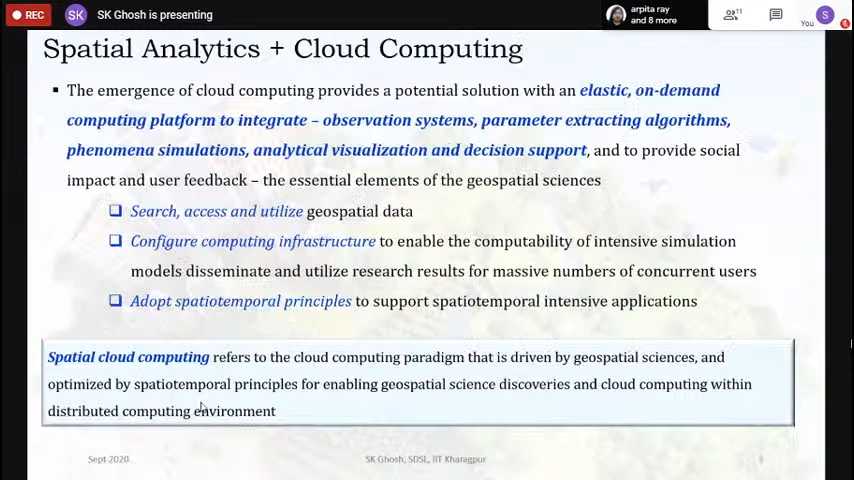 REC
SK
SK Ghosh is presenting
arpita ray
and 8 more
11
S
You
Spatial Analytics + Cloud Computing
▪ The emergence of cloud computing provides a potential solution with an elastic, on-demand
computing platform to integrate – observation systems, parameter extracting algorithms,
phenomena simulations, analytical visualization and decision support, and to provide social
impact and user feedback – the essential elements of the geospatial sciences
❑ Search, access and utilize geospatial data
❑ Configure computing infrastructure to enable the computability of intensive simulation
models disseminate and utilize research results for massive numbers of concurrent users
❑ Adopt spatiotemporal principles to support spatiotemporal intensive applications
Spatial cloud computing refers to the cloud computing paradigm that is driven by geospatial sciences, and
optimized by spatiotemporal principles for enabling geospatial science discoveries and cloud computing within
distributed computing environment
Sept 2020
SK Ghosh, SDSL, IIT Kharagpur